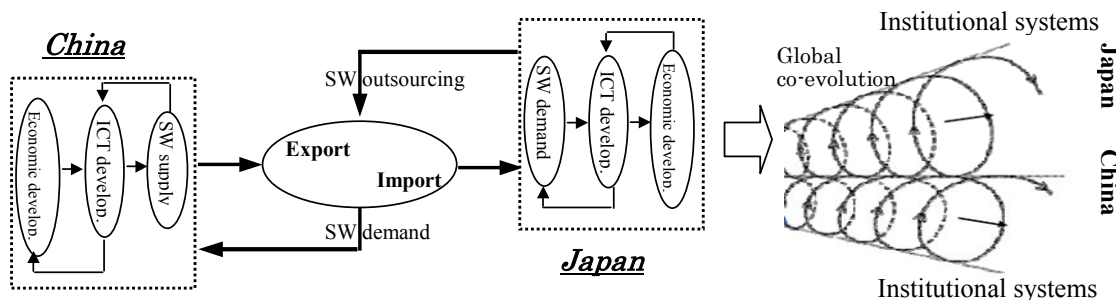 China
Economic develop.
ICT develop.
SW supply
SW outsourcing
Export
Import
SW demand
SW demand
ICT develop.
Economic develop.
Japan
Institutional systems
Global
co-evolution
Japan
China
Institutional systems